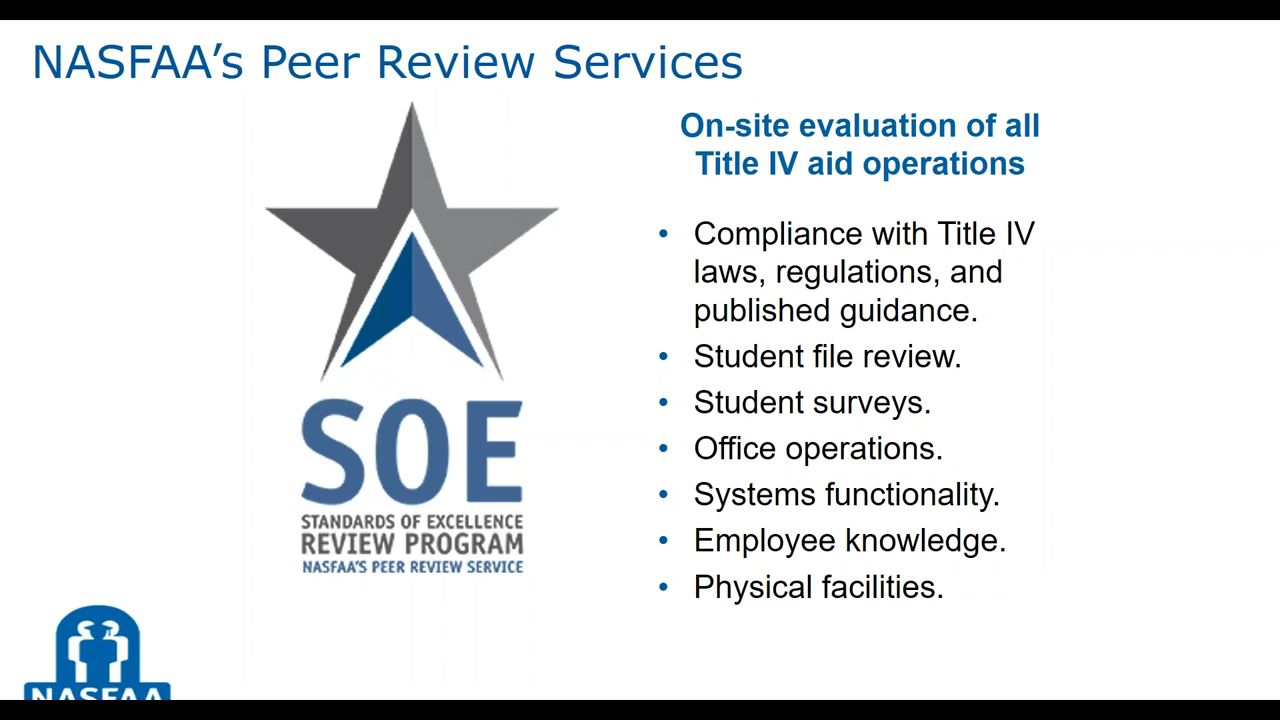 NASFAA’s Peer Review Services
SOE
STANDARDS OF EXCELLENCE
REVIEW PROGRAM
NASFAA'S PEER REVIEW SERVICE
On-site evaluation of all
Title IV aid operations
• Compliance with Title IV
laws, regulations, and
published guidance.
• Student file review.
• Student surveys.
• Office operations.
• Systems functionality.
• Employee knowledge.
• Physical facilities.
NASFAA